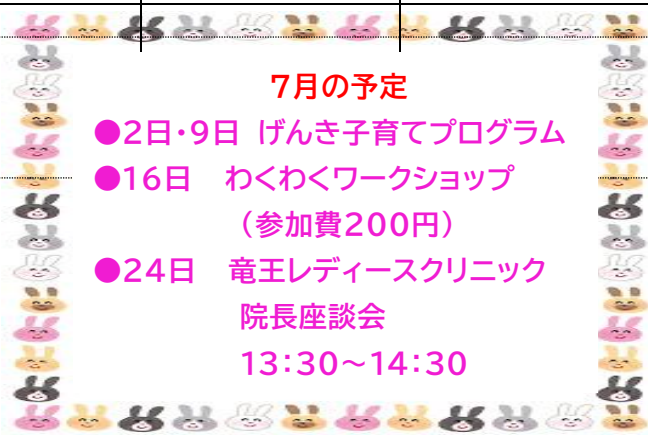 7月の予定
●2日・9日 げんき子育てプログラム
●16日　わくわくワークショップ
（参加費200円）
●24日　竜王レディースクリニック
院長座談会
13：30～14：30